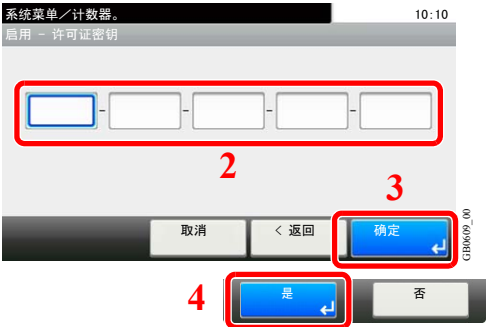 系统菜单／计数器。 10:10
启用 - 许可证密钥
- - - -
2
3
取消 < 返回 确定
GB0609_00
4 是 否